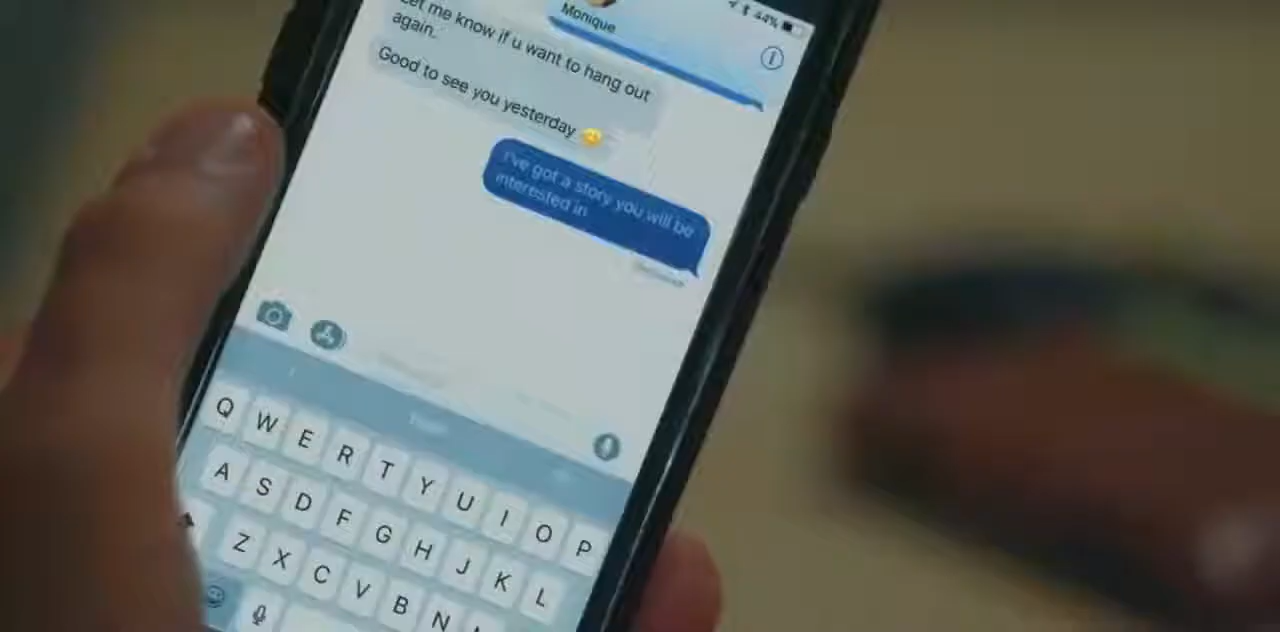 44%
Monique
Let me know if u want to hang out
again.
Good to see you yesterday 🙂
I've got a story you will be
interested in
Q W E R T Y U I O P
A S D F G H J K L
Z X C V B N